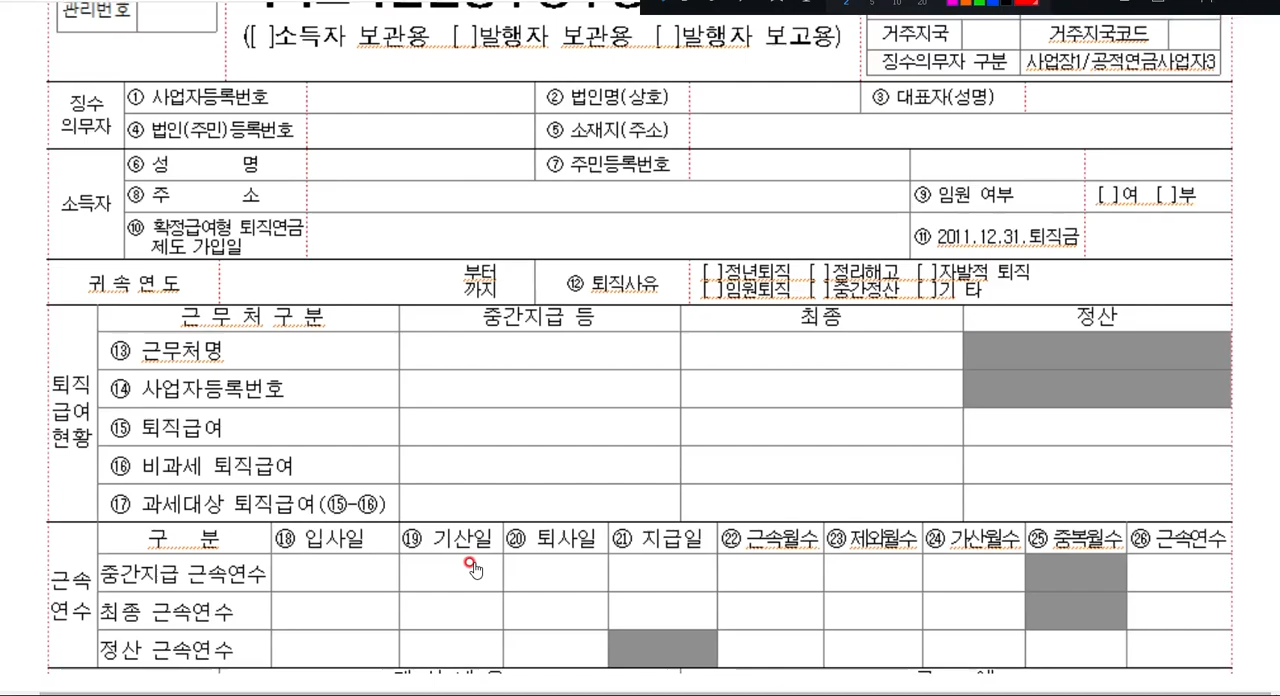 관리번호
([ ]소득자 보관용 [ ]발행자 보관용 [ ]발행자 보고용)
거주지국 거주지국코드
징수의무자 구분 사업장1/공적연금사업자3
징수
의무자
① 사업자등록번호 ② 법인명(상호) ③ 대표자(성명)
④ 법인(주민)등록번호 ⑤ 소재지(주소)
소득자
⑥ 성 명 ⑦ 주민등록번호
⑧ 주 소 ⑨ 임원 여부 [ ]여 [ ]부
⑩ 확정급여형 퇴직연금
제도 가입일
⑪ 2011.12.31.퇴직금
귀 속 연 도
부터
까지
⑫ 퇴직사유
[ ]정년퇴직 [ ]정리해고 [ ]자발적 퇴직
[ ]임원퇴직 [ ]중간정산 [ ]기 타
퇴직
급여
현황
근 무 처 구 분 중간지급 등 최종 정산
⑬ 근무처명
⑭ 사업자등록번호
⑮ 퇴직급여
⑯ 비과세 퇴직급여
⑰ 과세대상 퇴직급여(⑮-⑯)
근속
연수
구 분 ⑱ 입사일 ⑲ 기산일 ⑳ 퇴사일 ㉑ 지급일 ㉒ 근속월수 ㉓ 제외월수 ㉔ 가산월수 ㉕ 중복월수 ㉖ 근속연수
중간지급 근속연수
최종 근속연수
정산 근속연수